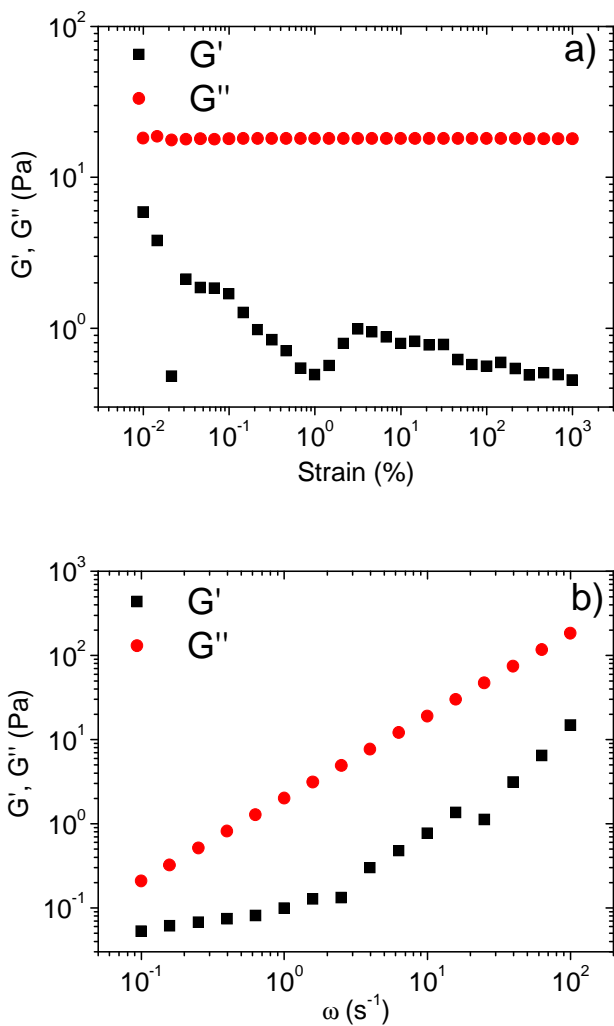 a)
G'
G"
G', G" (Pa)
10²
10¹
10⁰
10⁻² 10⁻¹ 10⁰ 10¹ 10² 10³
Strain (%)
b)
G'
G"
G', G" (Pa)
10³
10²
10¹
10⁰
10⁻¹
10⁻¹ 10⁰ 10¹ 10²
ω (s⁻¹)